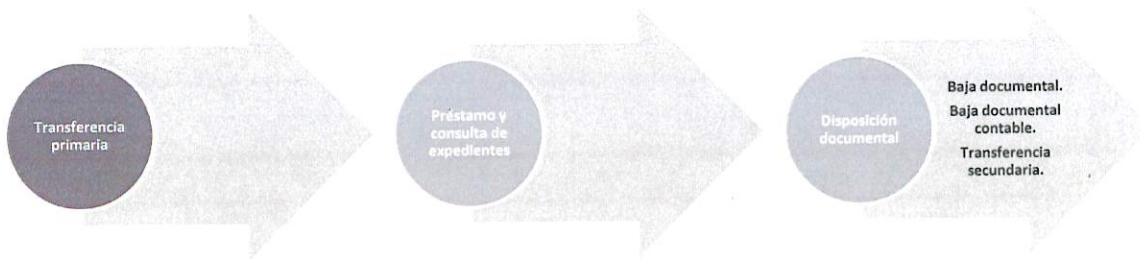 Transferencia
primaria
Préstamo y
consulta de
expedientes
Disposición
documental
Baja documental.
Baja documental
contable.
Transferencia
secundaria.